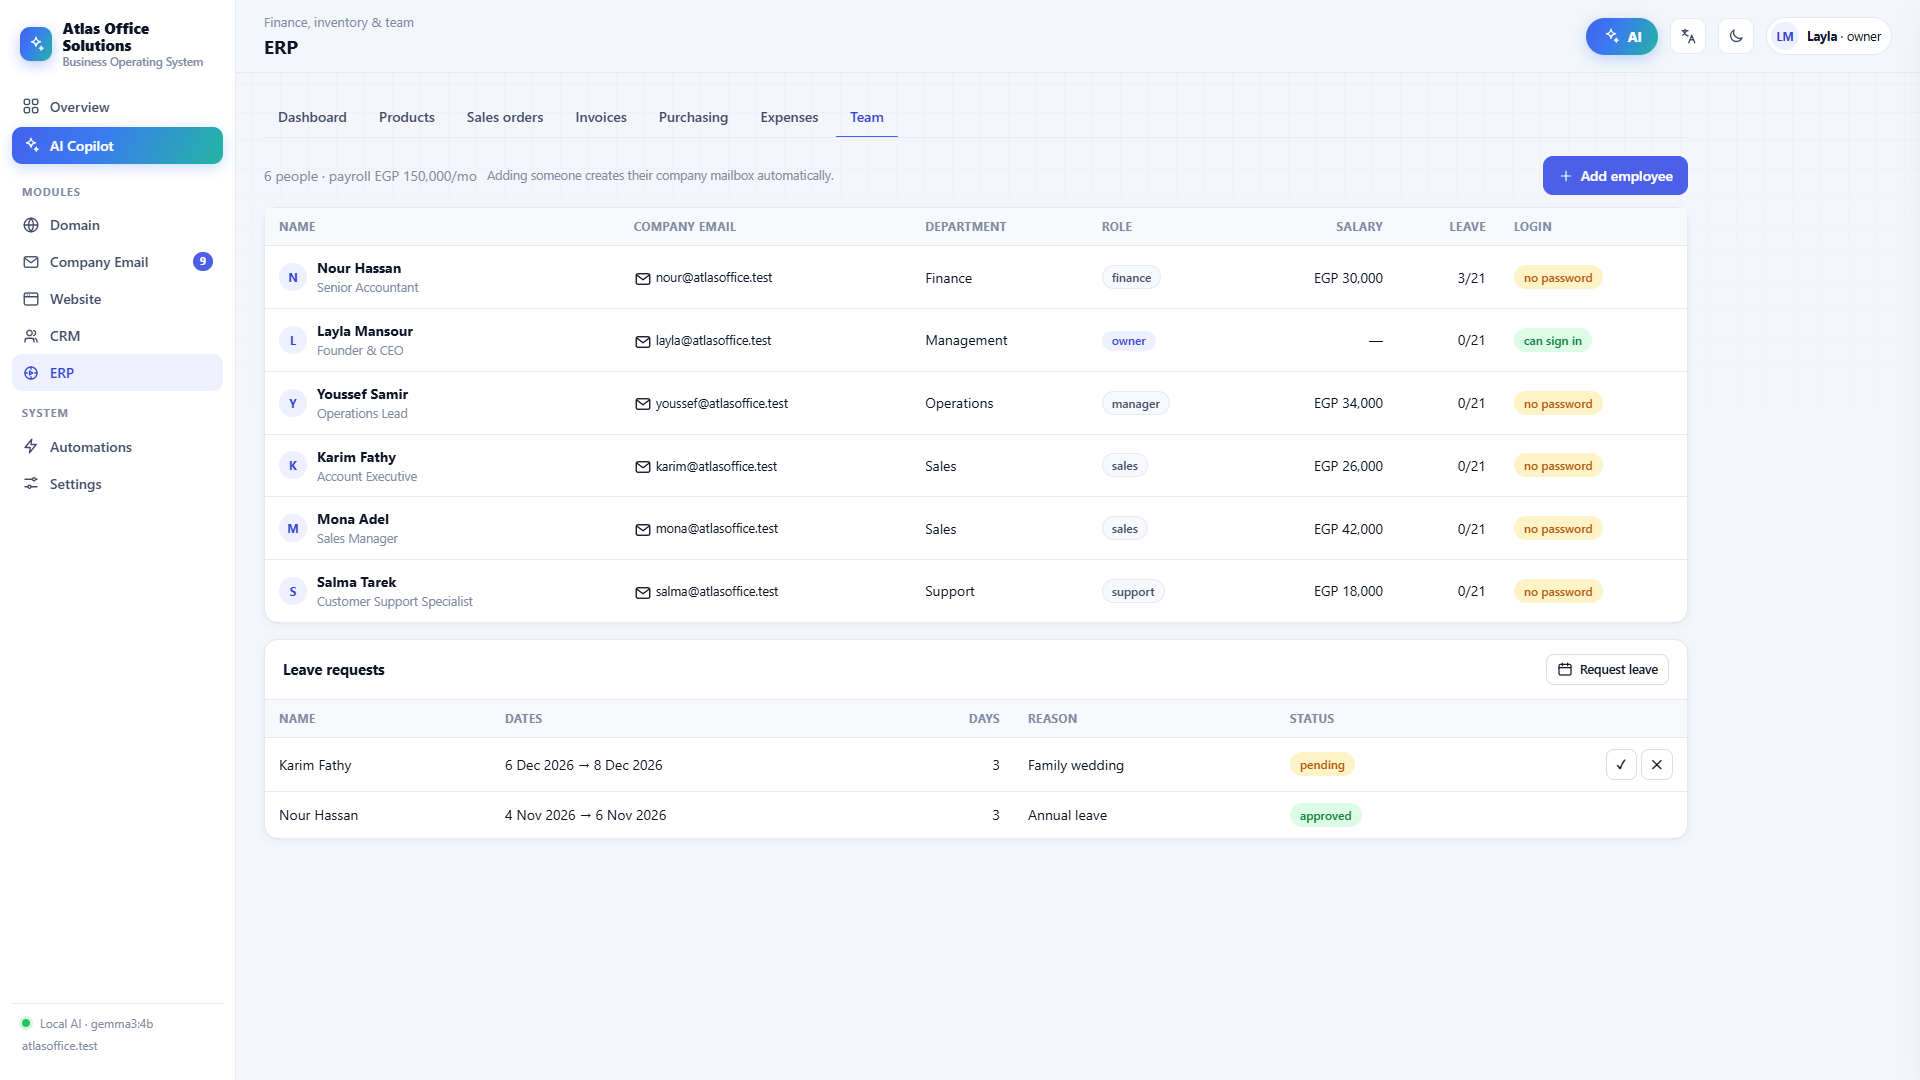 Atlas Office
Solutions
Business Operating System
Overview
AI Copilot
MODULES
Domain
Company Email 9
Website
CRM
ERP
SYSTEM
Automations
Settings
Local AI · gemma3:4b
atlasoffice.test
Finance, inventory & team
ERP
AI
LM Layla · owner
Dashboard Products Sales orders Invoices Purchasing Expenses Team
6 people · payroll EGP 150,000/mo Adding someone creates their company mailbox automatically.
+ Add employee
NAME COMPANY EMAIL DEPARTMENT ROLE SALARY LEAVE LOGIN
N Nour Hassan nour@atlasoffice.test Finance finance EGP 30,000 3/21 no password
Senior Accountant
L Layla Mansour layla@atlasoffice.test Management owner — 0/21 can sign in
Founder & CEO
Y Youssef Samir youssef@atlasoffice.test Operations manager EGP 34,000 0/21 no password
Operations Lead
K Karim Fathy karim@atlasoffice.test Sales sales EGP 26,000 0/21 no password
Account Executive
M Mona Adel mona@atlasoffice.test Sales sales EGP 42,000 0/21 no password
Sales Manager
S Salma Tarek salma@atlasoffice.test Support support EGP 18,000 0/21 no password
Customer Support Specialist
Leave requests
Request leave
NAME DATES DAYS REASON STATUS
Karim Fathy 6 Dec 2026 → 8 Dec 2026 3 Family wedding pending
Nour Hassan 4 Nov 2026 → 6 Nov 2026 3 Annual leave approved